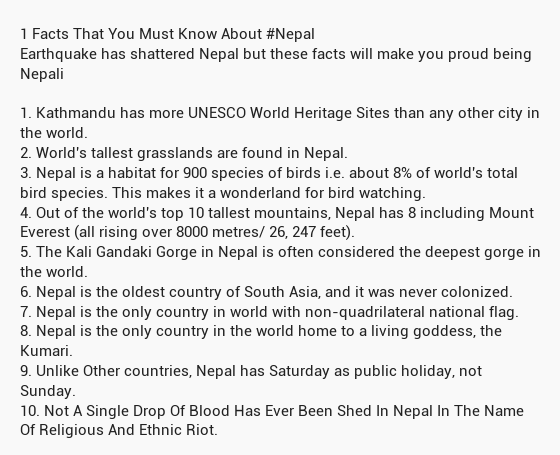 1 Facts That You Must Know About #Nepal
Earthquake has shattered Nepal but these facts will make you proud being
Nepali
1. Kathmandu has more UNESCO World Heritage Sites than any other city in
the world.
2. World's tallest grasslands are found in Nepal.
3. Nepal is a habitat for 900 species of birds i.e. about 8% of world's total
bird species. This makes it a wonderland for bird watching.
4. Out of the world's top 10 tallest mountains, Nepal has 8 including Mount
Everest (all rising over 8000 metres/ 26, 247 feet).
5. The Kali Gandaki Gorge in Nepal is often considered the deepest gorge in
the world.
6. Nepal is the oldest country of South Asia, and it was never colonized.
7. Nepal is the only country in world with non-quadrilateral national flag.
8. Nepal is the only country in the world home to a living goddess, the
Kumari.
9. Unlike Other countries, Nepal has Saturday as public holiday, not
Sunday.
10. Not A Single Drop Of Blood Has Ever Been Shed In Nepal In The Name
Of Religious And Ethnic Riot.